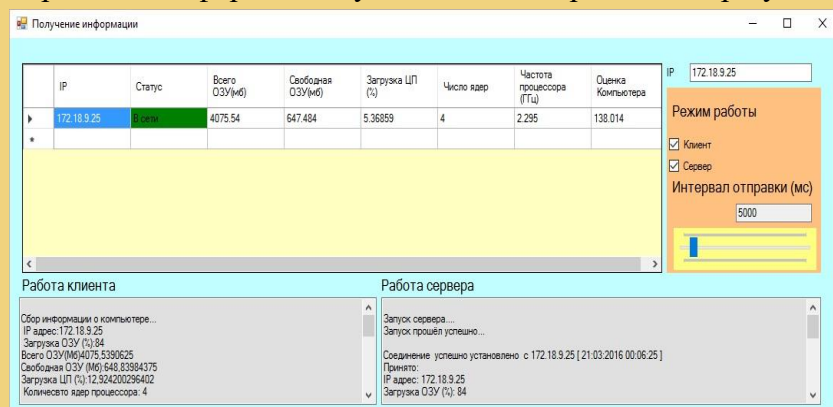 Получение информации
IP Статус Всего ОЗУ(мб) Свободная ОЗУ(мб) Загрузка ЦП (%) Число ядер Частота процессора (ГГц) Оценка Компьютера
172.18.9.25 В сети 4075.54 647.484 5.36859 4 2.295 138.014
IP 172.18.9.25
Режим работы
Клиент
Сервер
Интервал отправки (мс)
5000
Работа клиента
Сбор информации о компьютере...
IP адрес:172.18.9.25
Загрузка ОЗУ (%):84
Всего ОЗУ(Мб)4075,5390625
Свободная ОЗУ (Мб):648,83984375
Загрузка ЦП (%):12,924200296402
Количесвто ядер процессора: 4
Работа сервера
Запуск сервера....
Запуск прошёл успешно...
Соединение успешно установлено с 172.18.9.25 [ 21:03:2016 00:06:25 ]
Принято:
IP адрес: 172.18.9.25
Загрузка ОЗУ (%): 84